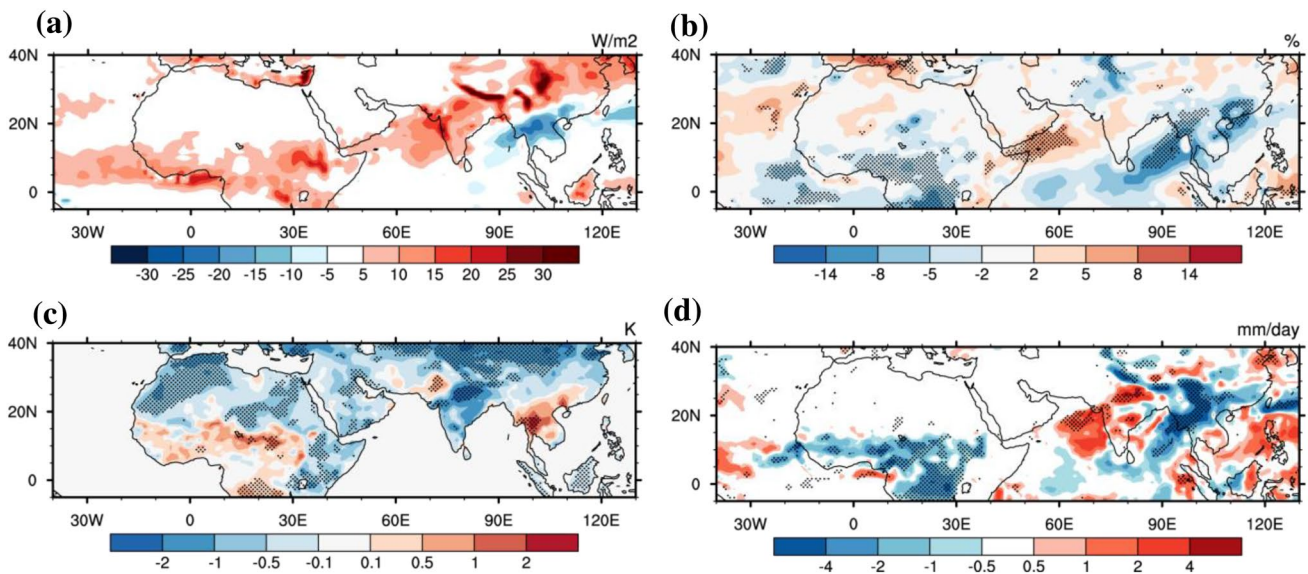 (a)
W/m2
40N
20N
0
30W 0 30E 60E 90E 120E
-30 -25 -20 -15 -10 -5 5 10 15 20 25 30
(b)
%
40N
20N
0
30W 0 30E 60E 90E 120E
-14 -8 -5 -2 2 5 8 14
(c)
K
40N
20N
0
30W 0 30E 60E 90E 120E
-2 -1 -0.5 -0.1 0.1 0.5 1 2
(d)
mm/day
40N
20N
0
30W 0 30E 60E 90E 120E
-4 -2 -1 -0.5 0.5 1 2 4